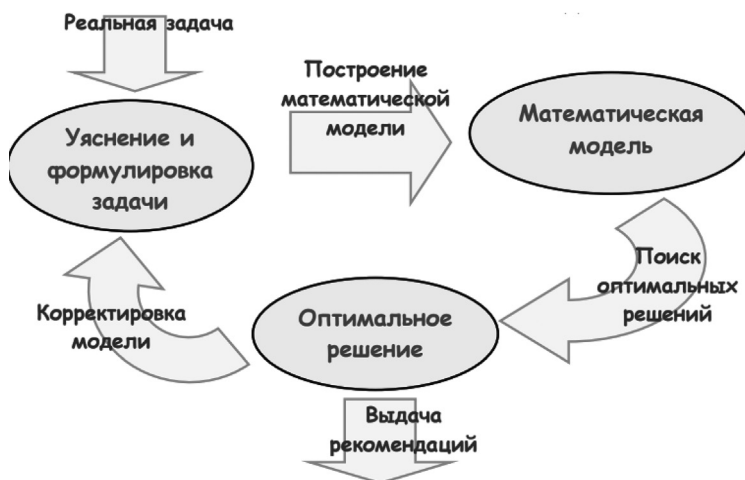 Реальная задача
Уяснение и
формулировка
задачи
Построение
математической
модели
Математическая
модель
Поиск
оптимальных
решений
Оптимальное
решение
Корректировка
модели
Выдача
рекомендаций